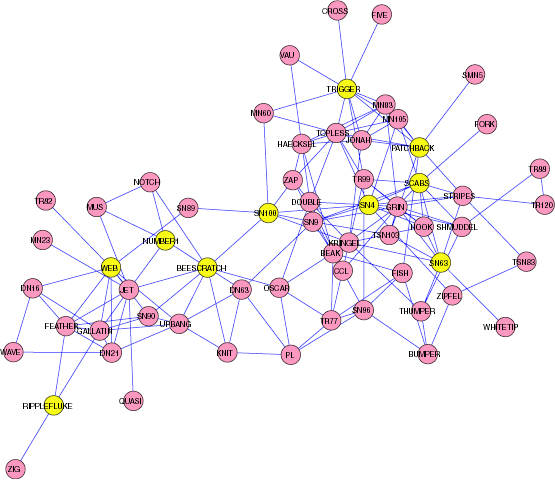 CROSS
FIVE
VAU
SMN5
TRIGGER
MN83
MN60
MN105
FORK
TOPLESS
HAECKSEL
JONAH
PATCHBACK
TR99
ZAP
TR99
SCABS
NOTCH
STRIPES
TR82
MUS
SN89
DOUBLE
SN4
GRIN
TR120
SN100
SN9
HOOK
SHMUDDEL
TSN103
MN23
NUMBER1
KRINGEL
BEAK
WEB
BEESCRATCH
SN63
TSN83
CCL
FISH
DN16
JET
DN63
OSCAR
ZIPFEL
SN90
SN96
THUMPER
FEATHER
GALLATIN
UPBANG
TR77
WHITETIP
WAVE
DN21
KNIT
PL
BUMPER
RIPPLEFLUKE
QUASI
ZIG